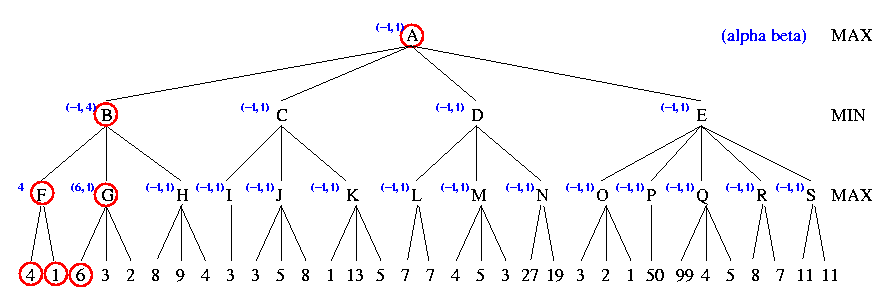 (−1, 1) A (alpha beta) MAX
(−1, 4) B (−1, 1) C (−1, 1) D (−1, 1) E MIN
4 F (6, 1) G (−1, 1) H (−1, 1) I (−1, 1) J (−1, 1) K (−1, 1) L (−1, 1) M (−1, 1) N (−1, 1) O (−1, 1) P (−1, 1) Q (−1, 1) R (−1, 1) S MAX
4 1 6 3 2 8 9 4 3 3 5 8 1 13 5 7 7 4 5 3 27 19 3 2 1 50 99 4 5 8 7 11 11